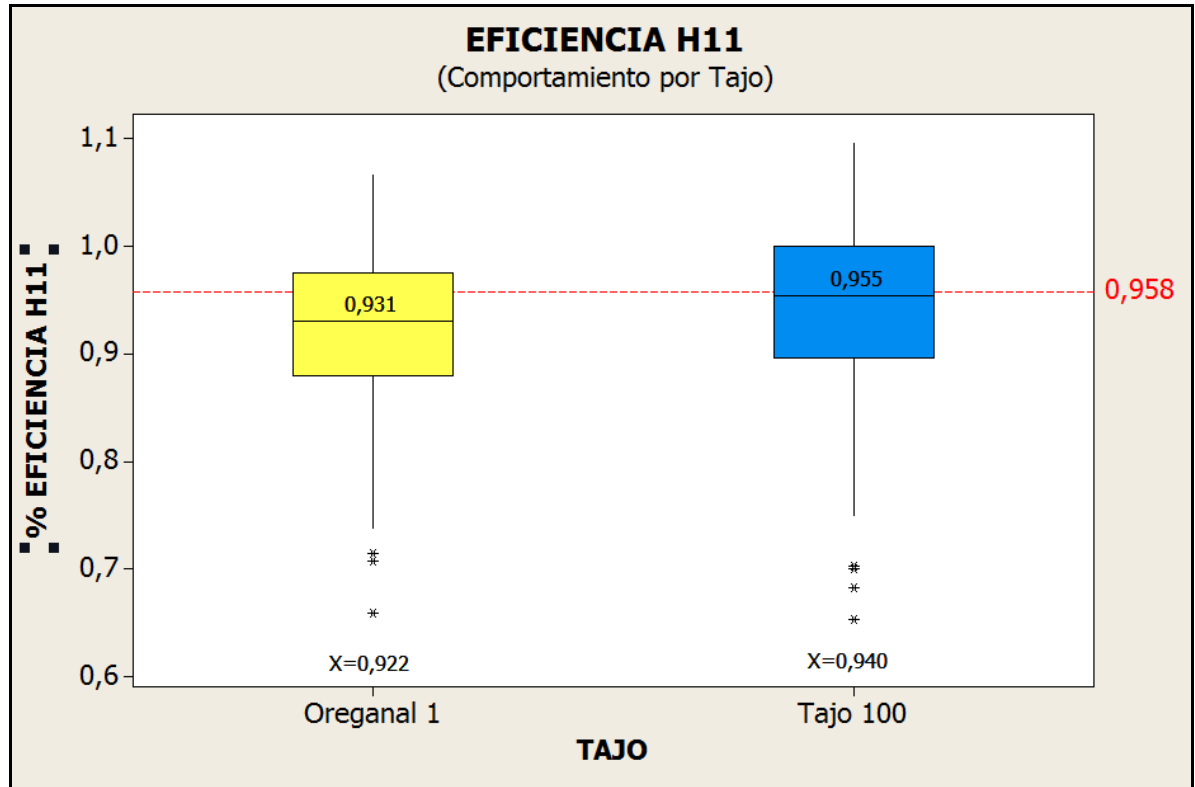 EFICIENCIA H11
(Comportamiento por Tajo)
% EFICIENCIA H11
1,1
1,0
0,9
0,8
0,7
0,6
0,931
0,955
0,958
X=0,922
X=0,940
Oreganal 1
Tajo 100
TAJO